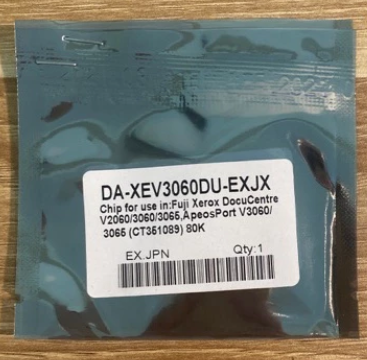 DA-XEV3060DU-EXJX
Chip for use in:Fuji Xerox DocuCentre
V2060/3060/3065,ApeosPort V3060/
3065 (CT351089) 80K
EX.JPN Qty:1